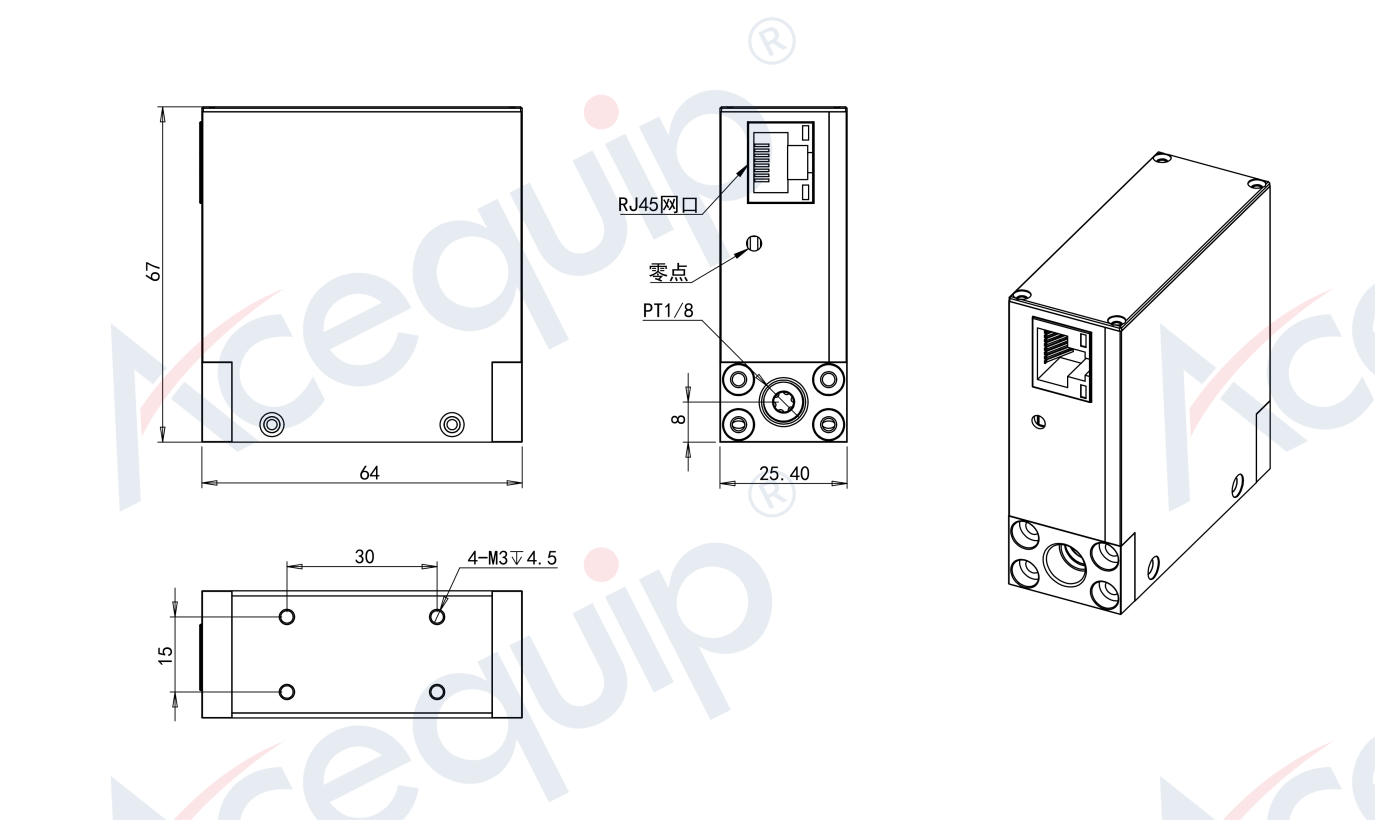 Acequip®
67
64
RJ45网口
零点
PT1/8
8
25.40
30
4-M3↧4.5
15
Acequip®